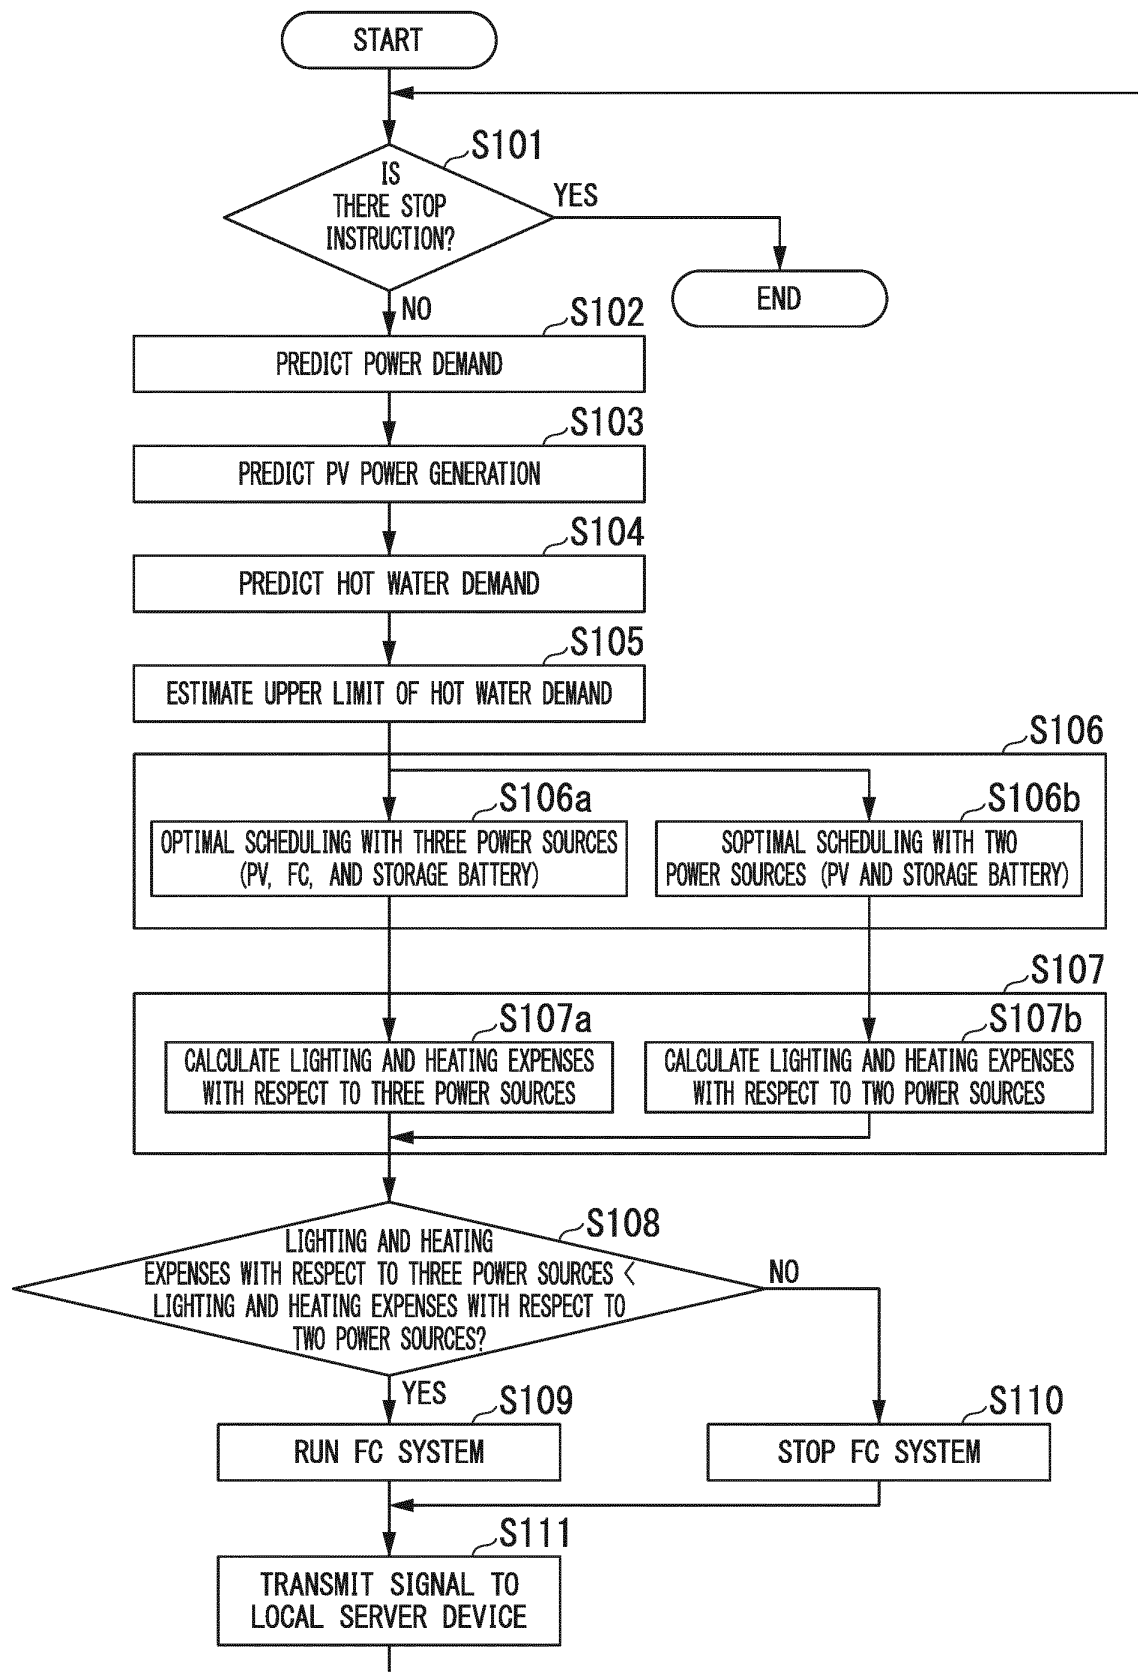 START
S101
IS
THERE STOP
INSTRUCTION?
YES
END
NO
S102
PREDICT POWER DEMAND
S103
PREDICT PV POWER GENERATION
S104
PREDICT HOT WATER DEMAND
S105
ESTIMATE UPPER LIMIT OF HOT WATER DEMAND
S106
S106a
OPTIMAL SCHEDULING WITH THREE POWER SOURCES
(PV, FC, AND STORAGE BATTERY)
S106b
SOPTIMAL SCHEDULING WITH TWO
POWER SOURCES (PV AND STORAGE BATTERY)
S107
S107a
CALCULATE LIGHTING AND HEATING EXPENSES
WITH RESPECT TO THREE POWER SOURCES
S107b
CALCULATE LIGHTING AND HEATING EXPENSES
WITH RESPECT TO TWO POWER SOURCES
S108
LIGHTING AND HEATING
EXPENSES WITH RESPECT TO THREE POWER SOURCES <
LIGHTING AND HEATING EXPENSES WITH RESPECT TO
TWO POWER SOURCES?
NO
YES
S109
RUN FC SYSTEM
S110
STOP FC SYSTEM
S111
TRANSMIT SIGNAL TO
LOCAL SERVER DEVICE